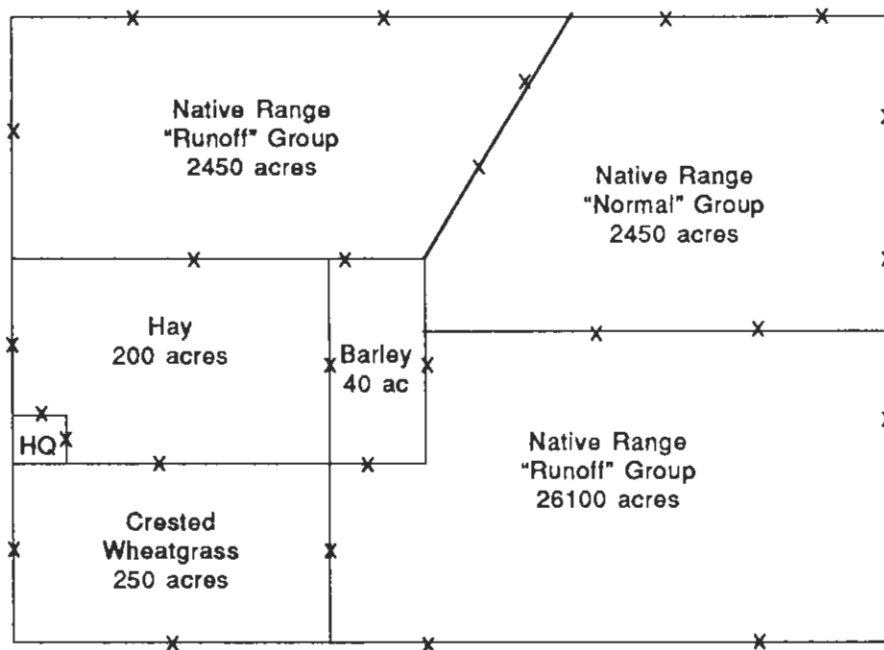 Native Range
"Runoff" Group
2450 acres
Native Range
"Normal" Group
2450 acres
Hay
200 acres
Barley
40 ac
HQ
Native Range
"Runoff" Group
26100 acres
Crested
Wheatgrass
250 acres